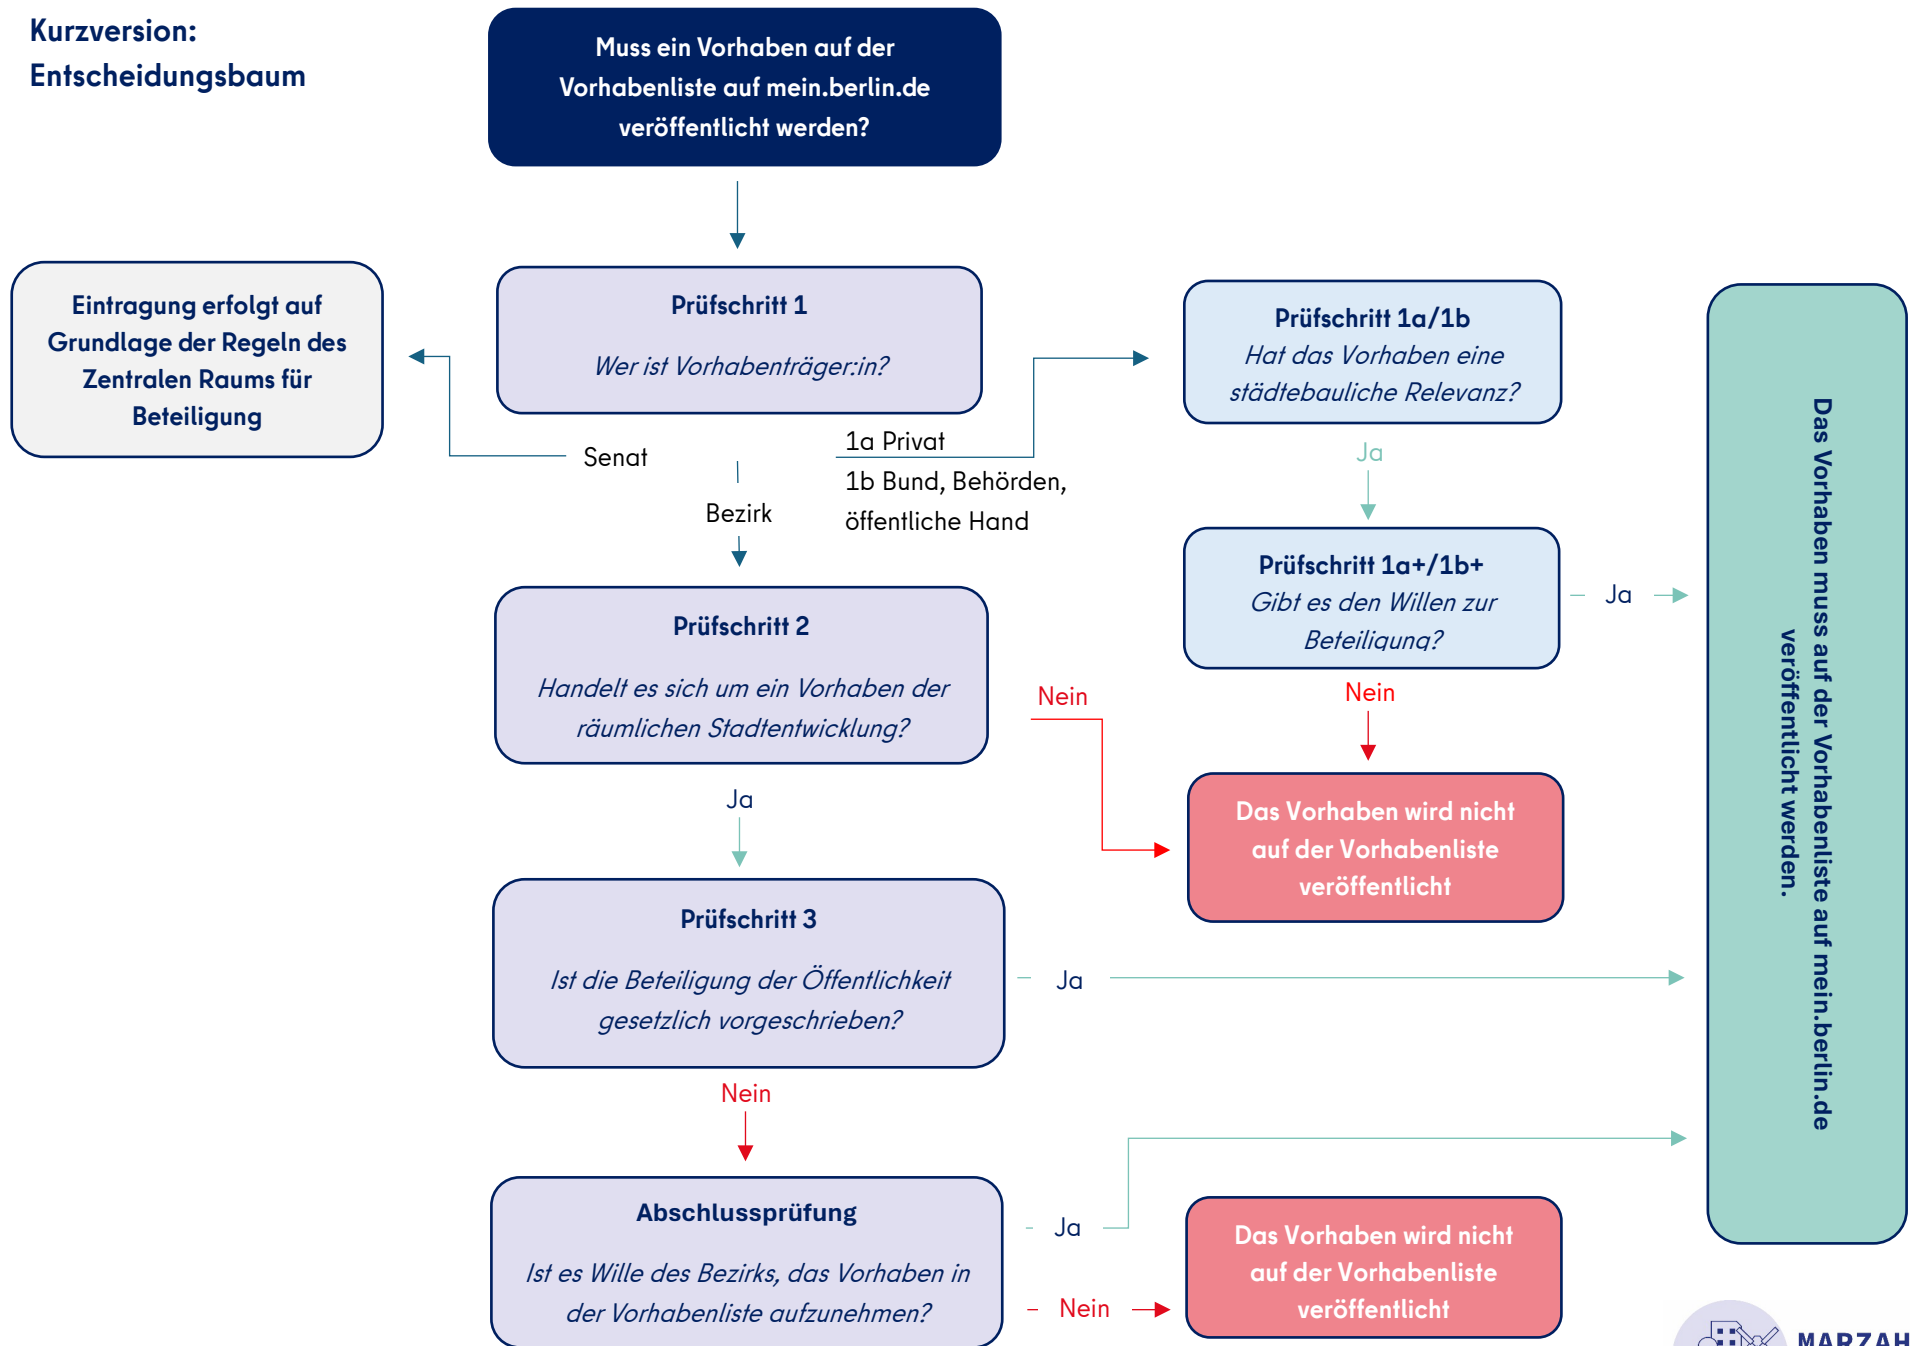 Kurzversion:
Entscheidungsbaum
Muss ein Vorhaben auf der
Vorhabenliste auf mein.berlin.de
veröffentlicht werden?
Eintragung erfolgt auf
Grundlage der Regeln des
Zentralen Raums für
Beteiligung
Prüfschritt 1
Wer ist Vorhabenträger:in?
Prüfschritt 1a/1b
Hat das Vorhaben eine
städtebauliche Relevanz?
Senat
Bezirk
1a Privat
1b Bund, Behörden,
öffentliche Hand
Ja
Prüfschritt 1a+/1b+
Gibt es den Willen zur
Beteiligung?
Ja
Nein
Prüfschritt 2
Handelt es sich um ein Vorhaben der
räumlichen Stadtentwicklung?
Nein
Das Vorhaben wird nicht
auf der Vorhabenliste
veröffentlicht
Ja
Prüfschritt 3
Ist die Beteiligung der Öffentlichkeit
gesetzlich vorgeschrieben?
Ja
Nein
Abschlussprüfung
Ist es Wille des Bezirks, das Vorhaben in
der Vorhabenliste aufzunehmen?
Ja
Nein
Das Vorhaben wird nicht
auf der Vorhabenliste
veröffentlicht
Das Vorhaben muss auf der Vorhabenliste auf mein.berlin.de
veröffentlicht werden.
MARZAH